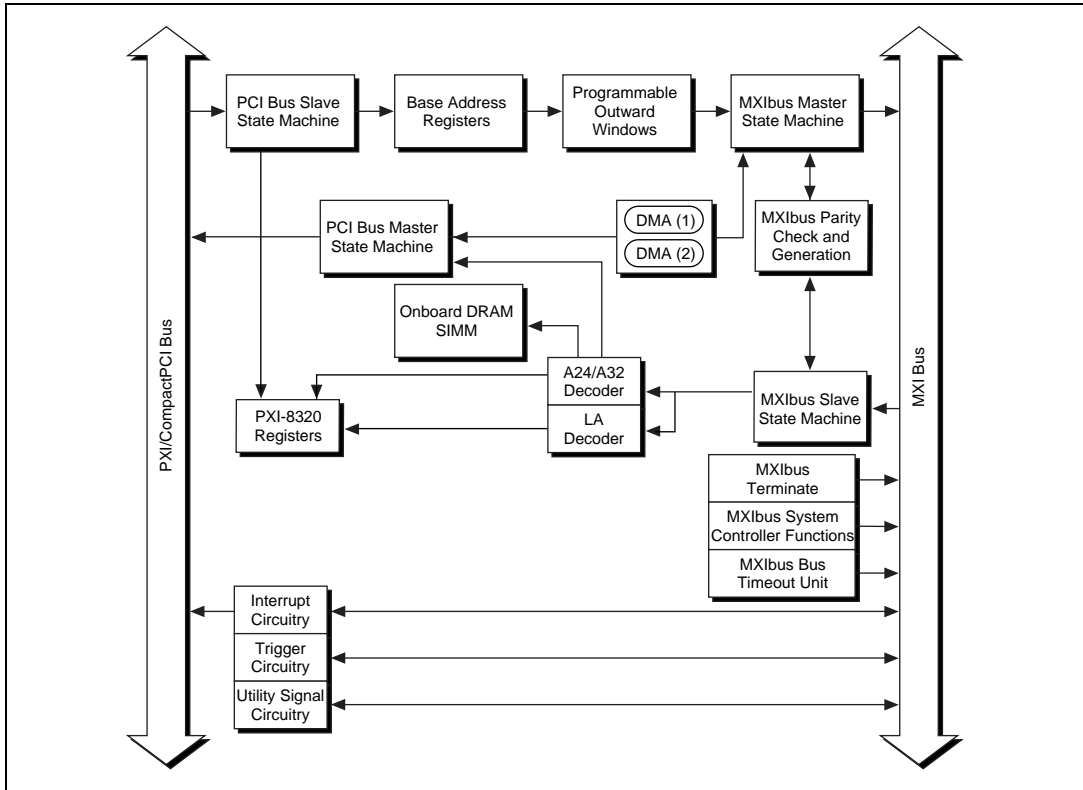 PCI Bus Slave
State Machine
Base Address
Registers
Programmable
Outward
Windows
MXIbus Master
State Machine
PCI Bus Master
State Machine
DMA (1)
DMA (2)
MXIbus Parity
Check and
Generation
Onboard DRAM
SIMM
PXI/CompactPCI Bus
MXI Bus
A24/A32
Decoder
LA
Decoder
MXIbus Slave
State Machine
PXI-8320
Registers
MXIbus
Terminate
MXIbus System
Controller Functions
MXIbus Bus
Timeout Unit
Interrupt
Circuitry
Trigger
Circuitry
Utility Signal
Circuitry